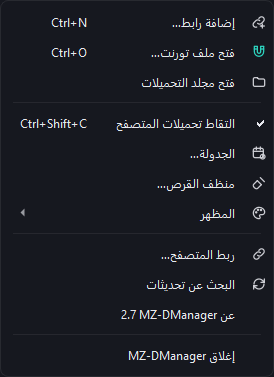 إضافة رابط... Ctrl+N
فتح ملف تورنت... Ctrl+O
فتح مجلد التحميلات
التقاط تحميلات المتصفح Ctrl+Shift+C
الجدولة...
منظف القرص...
المظهر
ربط المتصفح...
البحث عن تحديثات
عن MZ-DManager 2.7
إغلاق MZ-DManager